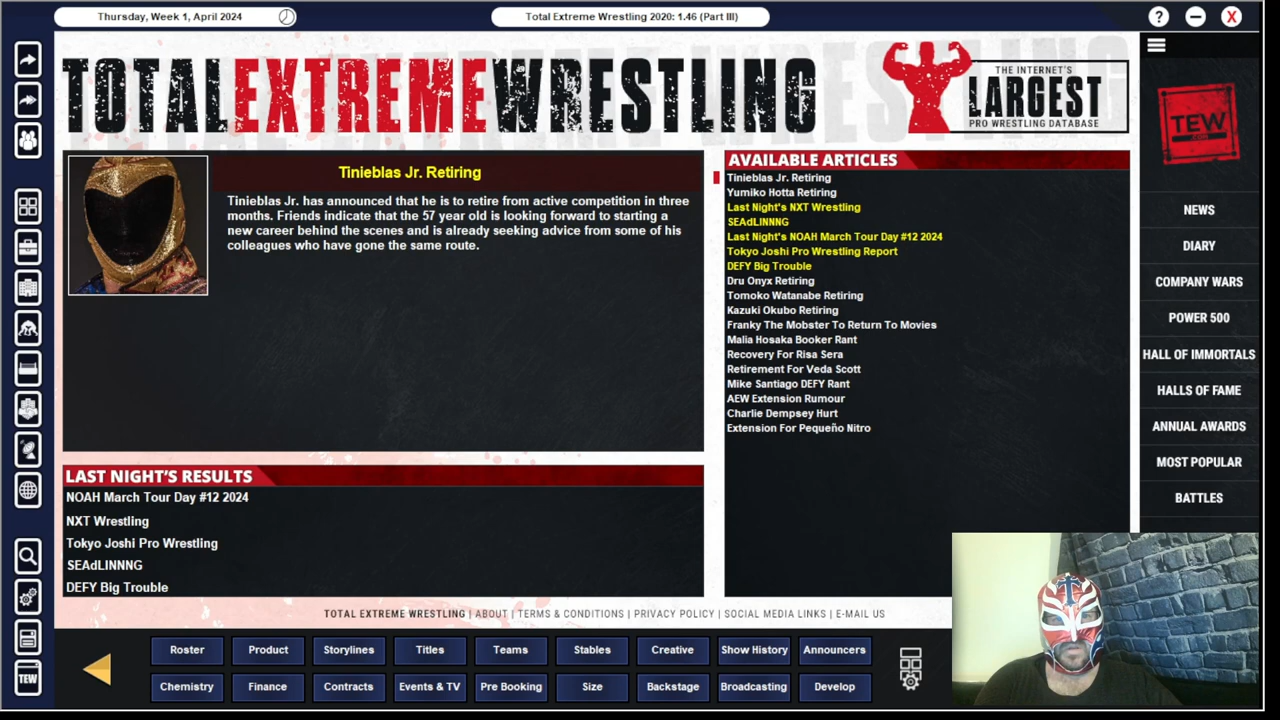 Thursday, Week 1, April 2024
Total Extreme Wrestling 2020: 1.46 (Part III)
?
X
TOTALEXTREMEWRESTLING
THE INTERNET'S
LARGEST
PRO WRESTLING DATABASE
TEW
.COM
Tinieblas Jr. Retiring
Tinieblas Jr. has announced that he is to retire from active competition in three
months. Friends indicate that the 57 year old is looking forward to starting a
new career behind the scenes and is already seeking advice from some of his
colleagues who have gone the same route.
LAST NIGHT'S RESULTS
NOAH March Tour Day #12 2024
NXT Wrestling
Tokyo Joshi Pro Wrestling
SEAdLINNNG
DEFY Big Trouble
AVAILABLE ARTICLES
Tinieblas Jr. Retiring
Yumiko Hotta Retiring
Last Night's NXT Wrestling
SEAdLINNNG
Last Night's NOAH March Tour Day #12 2024
Tokyo Joshi Pro Wrestling Report
DEFY Big Trouble
Dru Onyx Retiring
Tomoko Watanabe Retiring
Kazuki Okubo Retiring
Franky The Mobster To Return To Movies
Malia Hosaka Booker Rant
Recovery For Risa Sera
Retirement For Veda Scott
Mike Santiago DEFY Rant
AEW Extension Rumour
Charlie Dempsey Hurt
Extension For Pequeño Nitro
NEWS
DIARY
COMPANY WARS
POWER 500
HALL OF IMMORTALS
HALLS OF FAME
ANNUAL AWARDS
MOST POPULAR
BATTLES
TOTAL EXTREME WRESTLING | ABOUT | TERMS & CONDITIONS | PRIVACY POLICY | SOCIAL MEDIA LINKS | E-MAIL US
Roster Product Storylines Titles Teams Stables Creative Show History Announcers
Chemistry Finance Contracts Events & TV Pre Booking Size Backstage Broadcasting Develop
TEW